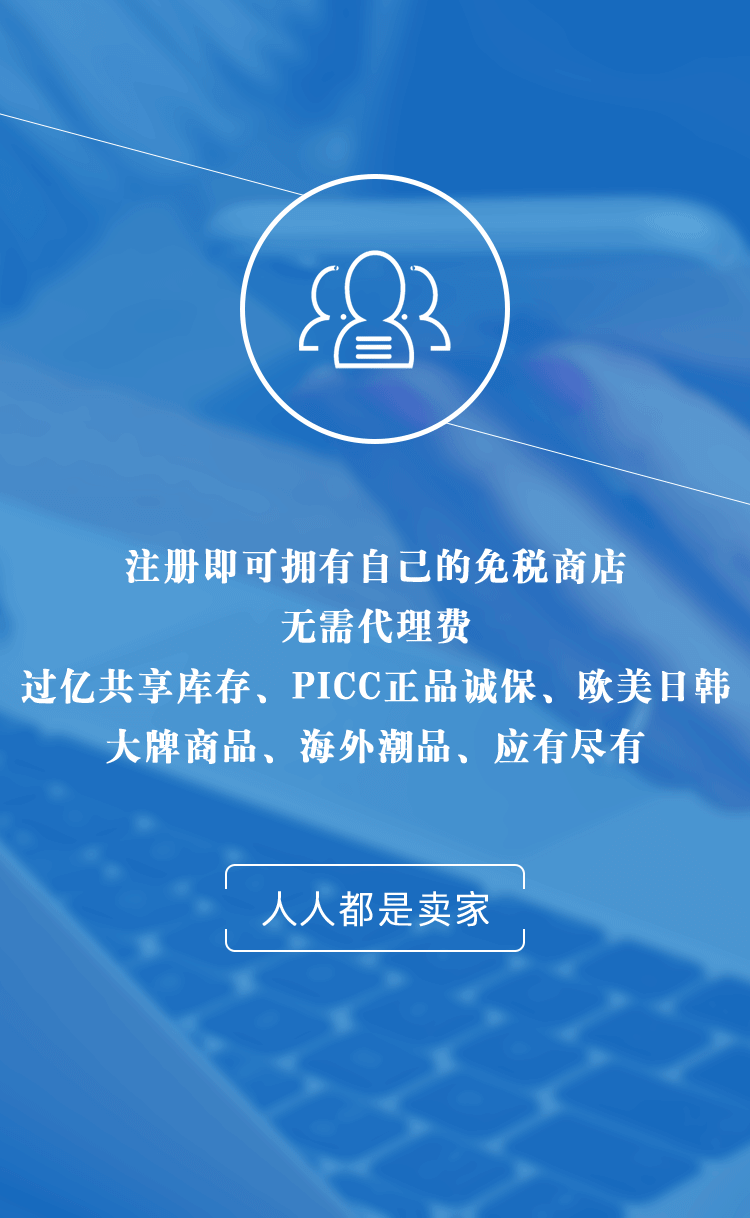 注册即可拥有自己的免税商店
无需代理费
过亿共享库存、PICC正品诚保、欧美日韩
大牌商品、海外潮品、应有尽有
人人都是卖家